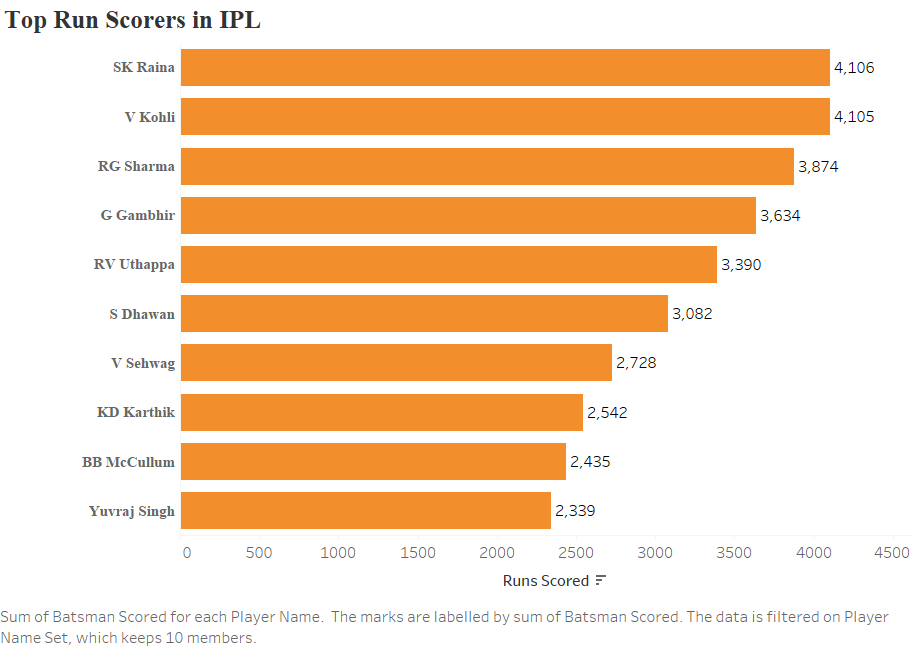 Top Run Scorers in IPL
SK Raina 4,106
V Kohli 4,105
RG Sharma 3,874
G Gambhir 3,634
RV Uthappa 3,390
S Dhawan 3,082
V Sehwag 2,728
KD Karthik 2,542
BB McCullum 2,435
Yuvraj Singh 2,339
0 500 1000 1500 2000 2500 3000 3500 4000 4500
Runs Scored
Sum of Batsman Scored for each Player Name.  The marks are labelled by sum of Batsman Scored. The data is filtered on Player
Name Set, which keeps 10 members.